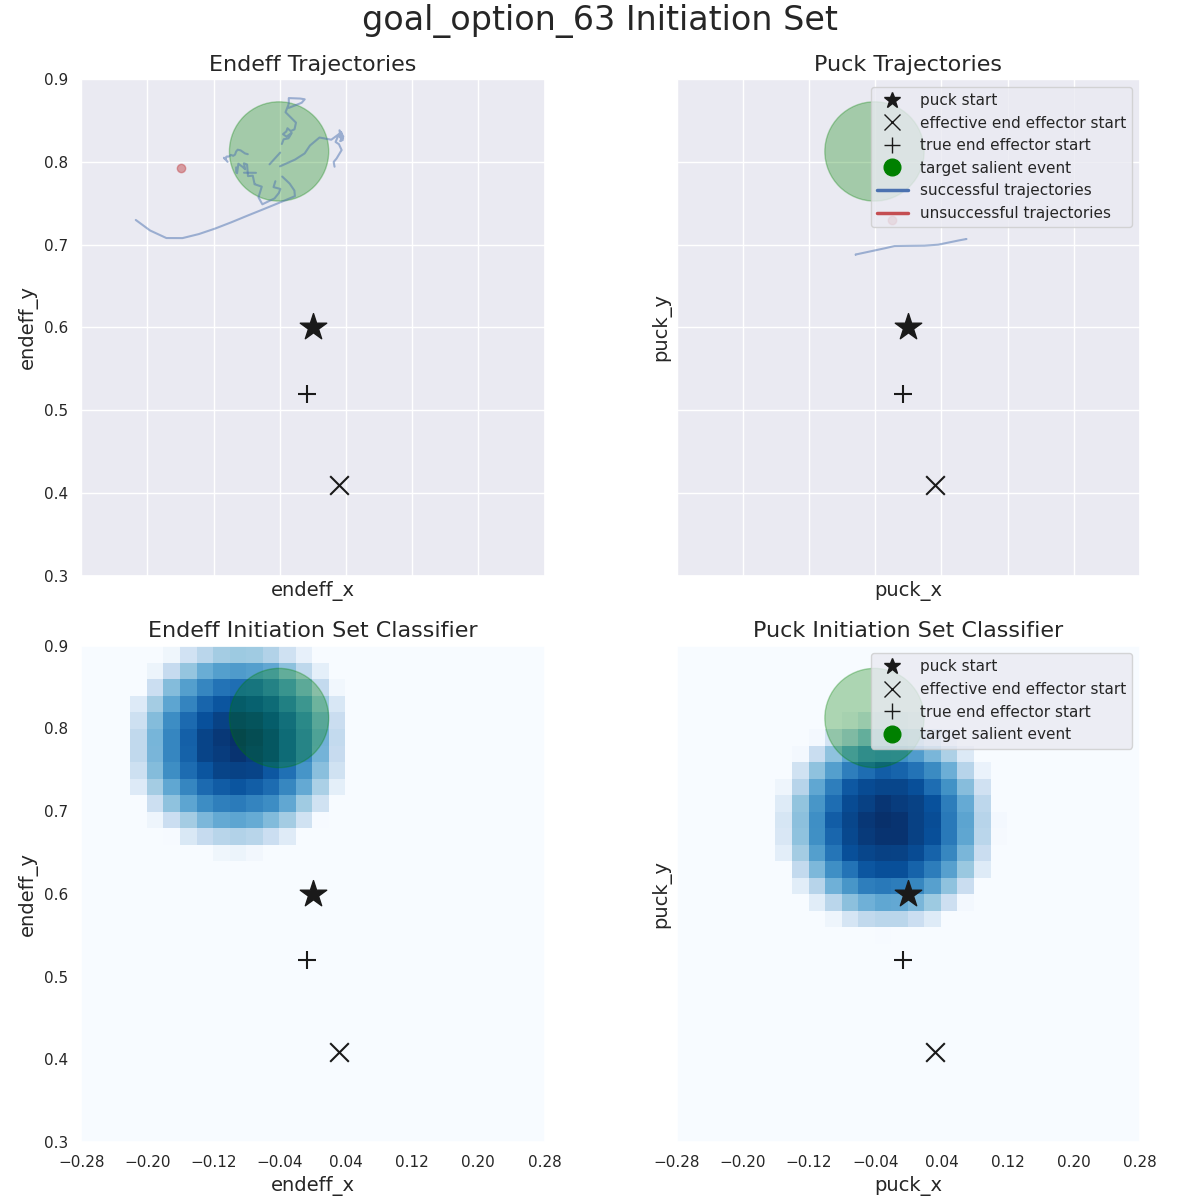 goal_option_63 Initiation Set
Endeff Trajectories
0.9
0.8
0.7
0.6
0.5
0.4
0.3
endeff_y
endeff_x
Puck Trajectories
puck start
effective end effector start
true end effector start
target salient event
successful trajectories
unsuccessful trajectories
puck_y
puck_x
Endeff Initiation Set Classifier
0.9
0.8
0.7
0.6
0.5
0.4
0.3
endeff_y
−0.28 −0.20 −0.12 −0.04 0.04 0.12 0.20 0.28
endeff_x
Puck Initiation Set Classifier
puck start
effective end effector start
true end effector start
target salient event
puck_y
−0.28 −0.20 −0.12 −0.04 0.04 0.12 0.20 0.28
puck_x